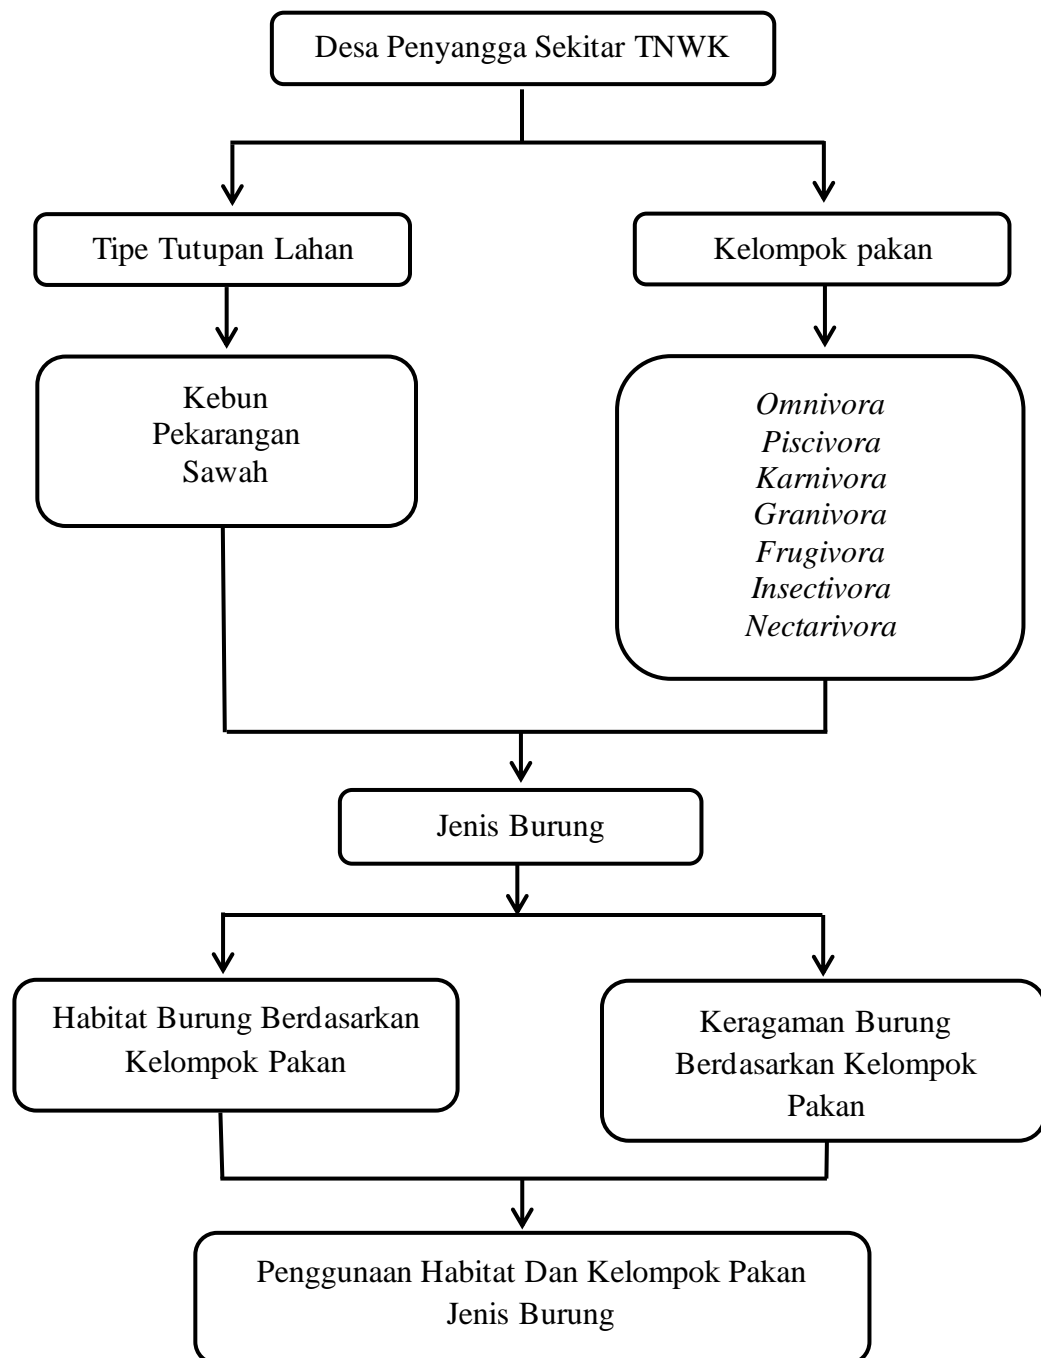 Desa Penyangga Sekitar TNWK
Tipe Tutupan Lahan
Kelompok pakan
Kebun
Pekarangan
Sawah
Omnivora
Piscivora
Karnivora
Granivora
Frugivora
Insectivora
Nectarivora
Jenis Burung
Habitat Burung Berdasarkan
Kelompok Pakan
Keragaman Burung
Berdasarkan Kelompok
Pakan
Penggunaan Habitat Dan Kelompok Pakan
Jenis Burung